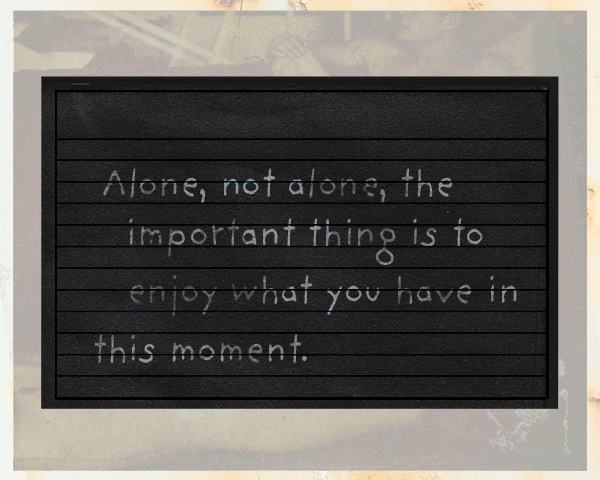 Alone, not alone, the
important thing is to
enjoy what you have in
this moment.